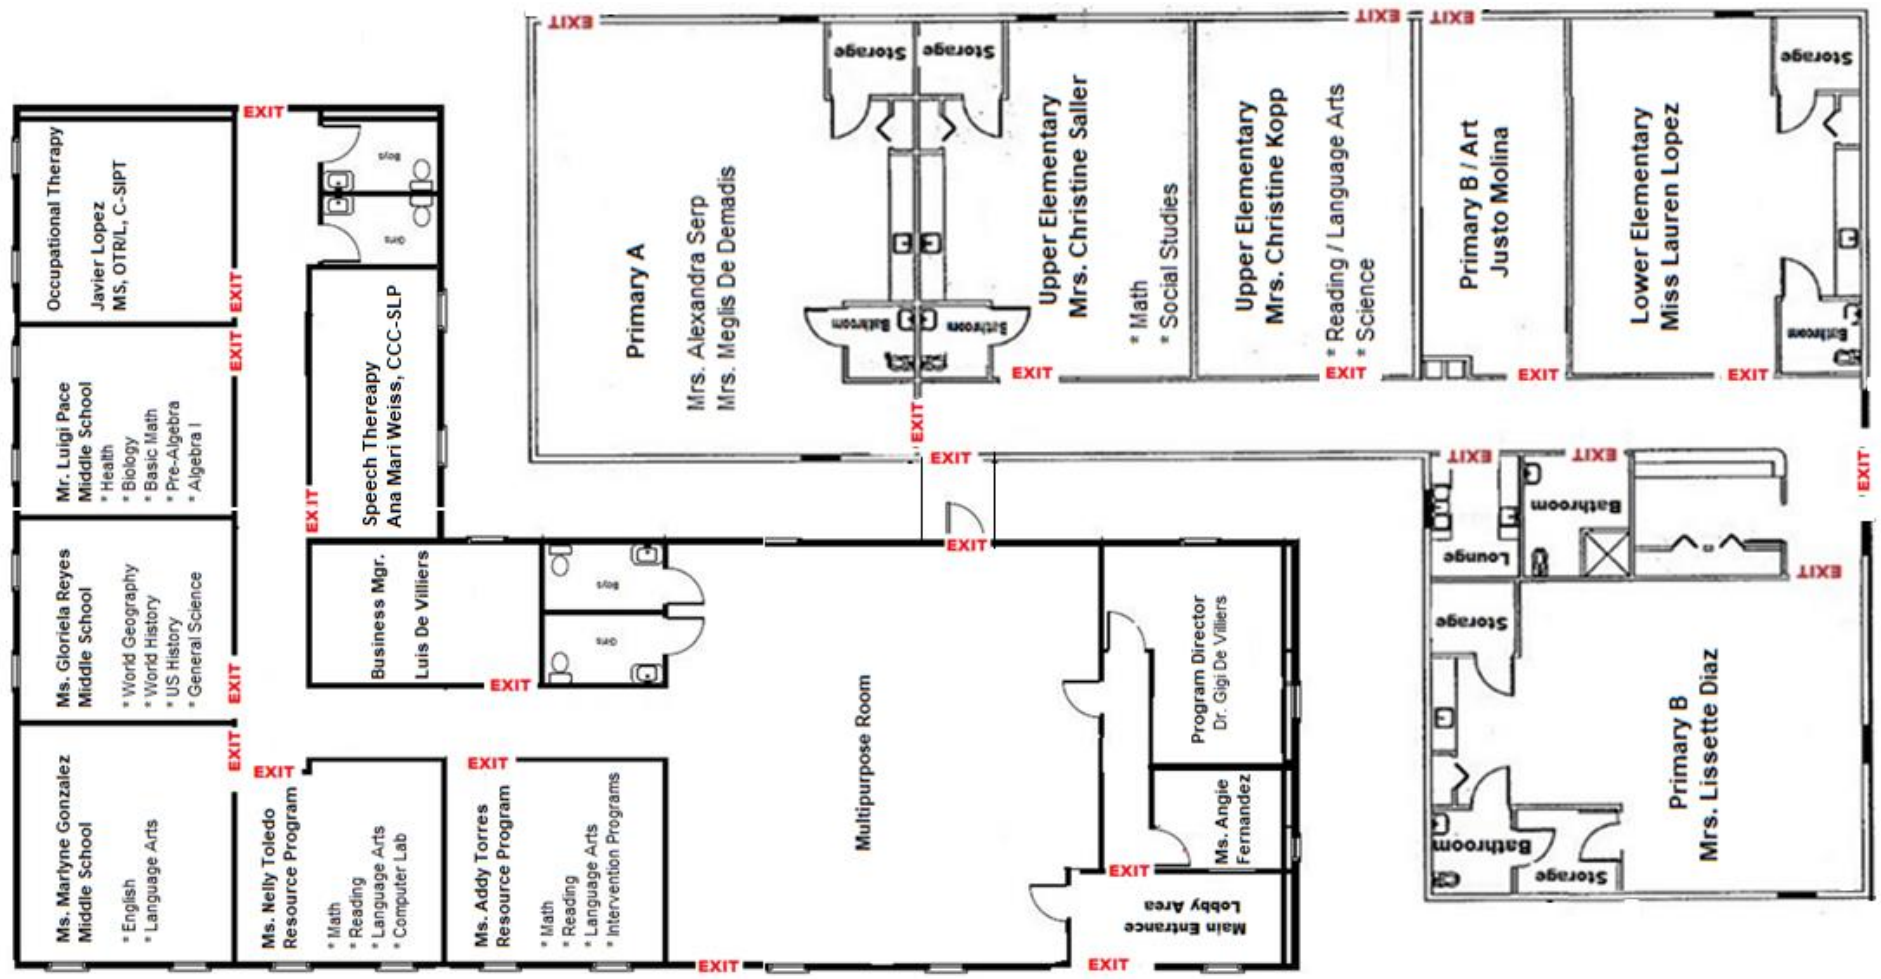 EXIT
EXIT
EXIT
Storage
Storage
Storage
EXIT
Occupational Therapy
Javier Lopez
MS, OTR/L, C-SIPT
EXIT
Boys
Girls
Primary A
Mrs. Alexandra Serp
Mrs. Meglis De Demadis
Bathroom
Bathroom
Upper Elementary
Mrs. Christine Saller
* Math
* Social Studies
EXIT
Upper Elementary
Mrs. Christine Kopp
* Reading / Language Arts
* Science
EXIT
Primary B / Art
Justo Molina
EXIT
Lower Elementary
Miss Lauren Lopez
Bathroom
EXIT
EXIT
Mr. Luigi Pace
Middle School
* Health
* Biology
* Basic Math
* Pre-Algebra
* Algebra I
Speech Thereapy
Ana Mari Weiss, CCC-SLP
EXIT
EXIT
EXIT
EXIT
EXIT
EXIT
Lounge
Bathroom
EXIT
EXIT
Ms. Gloriela Reyes
Middle School
* World Geography
* World History
* US History
* General Science
EXIT
Business Mgr.
Luis De Villiers
EXIT
Boys
Girls
Multipurpose Room
Program Director
Dr. Gigi De Villiers
Storage
Primary B
Mrs. Lissette Diaz
Bathroom
Storage
Ms. Marlyne Gonzalez
Middle School
* English
* Language Arts
EXIT
EXIT
Ms. Nelly Toledo
Resource Program
* Math
* Reading
* Language Arts
* Computer Lab
EXIT
Ms. Addy Torres
Resource Program
* Math
* Reading
* Language Arts
* Intervention Programs
Ms. Angie
Fernandez
EXIT
Main Entrance
Lobby Area
EXIT
EXIT